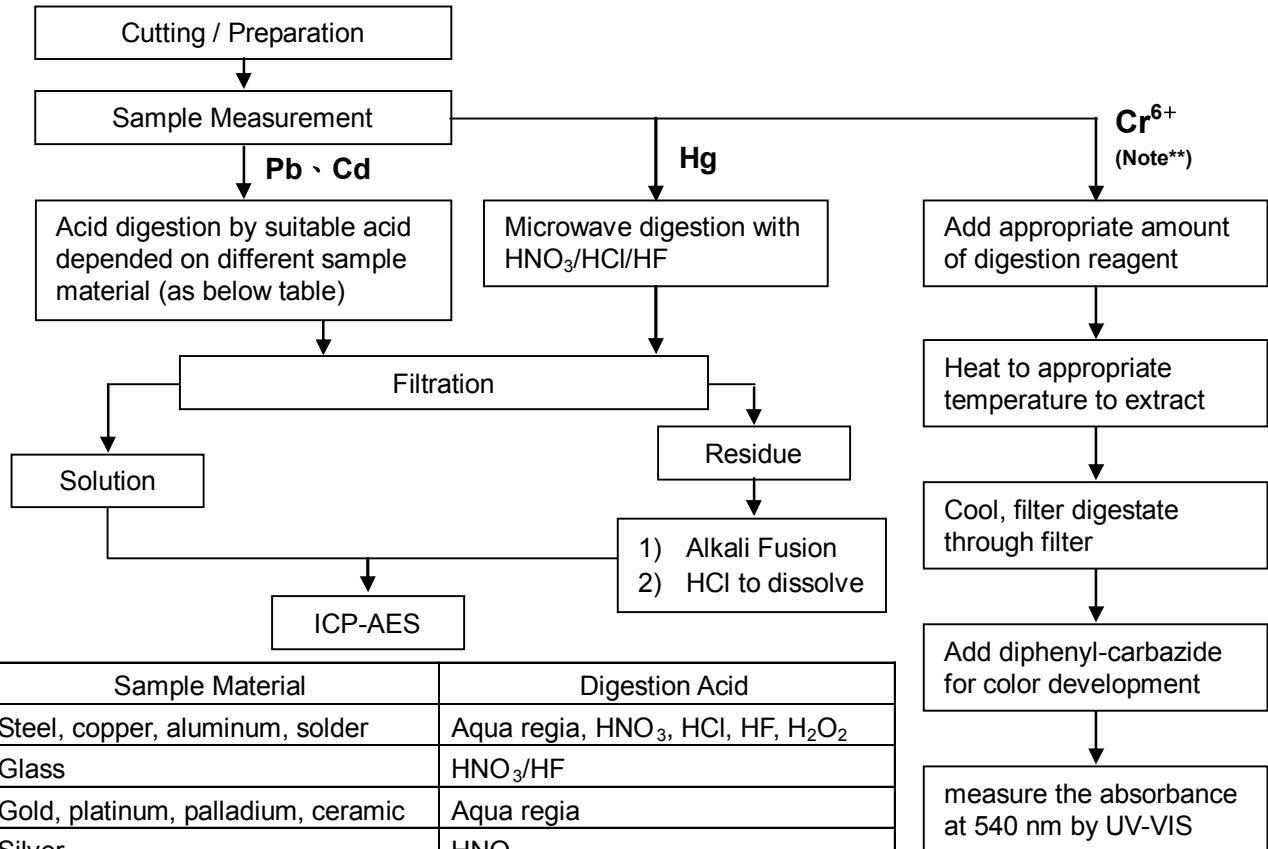 Cutting / Preparation
Sample Measurement
Pb、Cd
Hg
Cr⁶⁺
(Note**)
Acid digestion by suitable acid
depended on different sample
material (as below table)
Microwave digestion with
HNO₃/HCl/HF
Filtration
Solution
Residue
1) Alkali Fusion
2) HCl to dissolve
ICP-AES
Add appropriate amount
of digestion reagent
Heat to appropriate
temperature to extract
Cool, filter digestate
through filter
Add diphenyl-carbazide
for color development
measure the absorbance
at 540 nm by UV-VIS
Sample Material Digestion Acid
Steel, copper, aluminum, solder Aqua regia, HNO₃, HCl, HF, H₂O₂
Glass HNO₃/HF
Gold, platinum, palladium, ceramic Aqua regia
Silver HNO